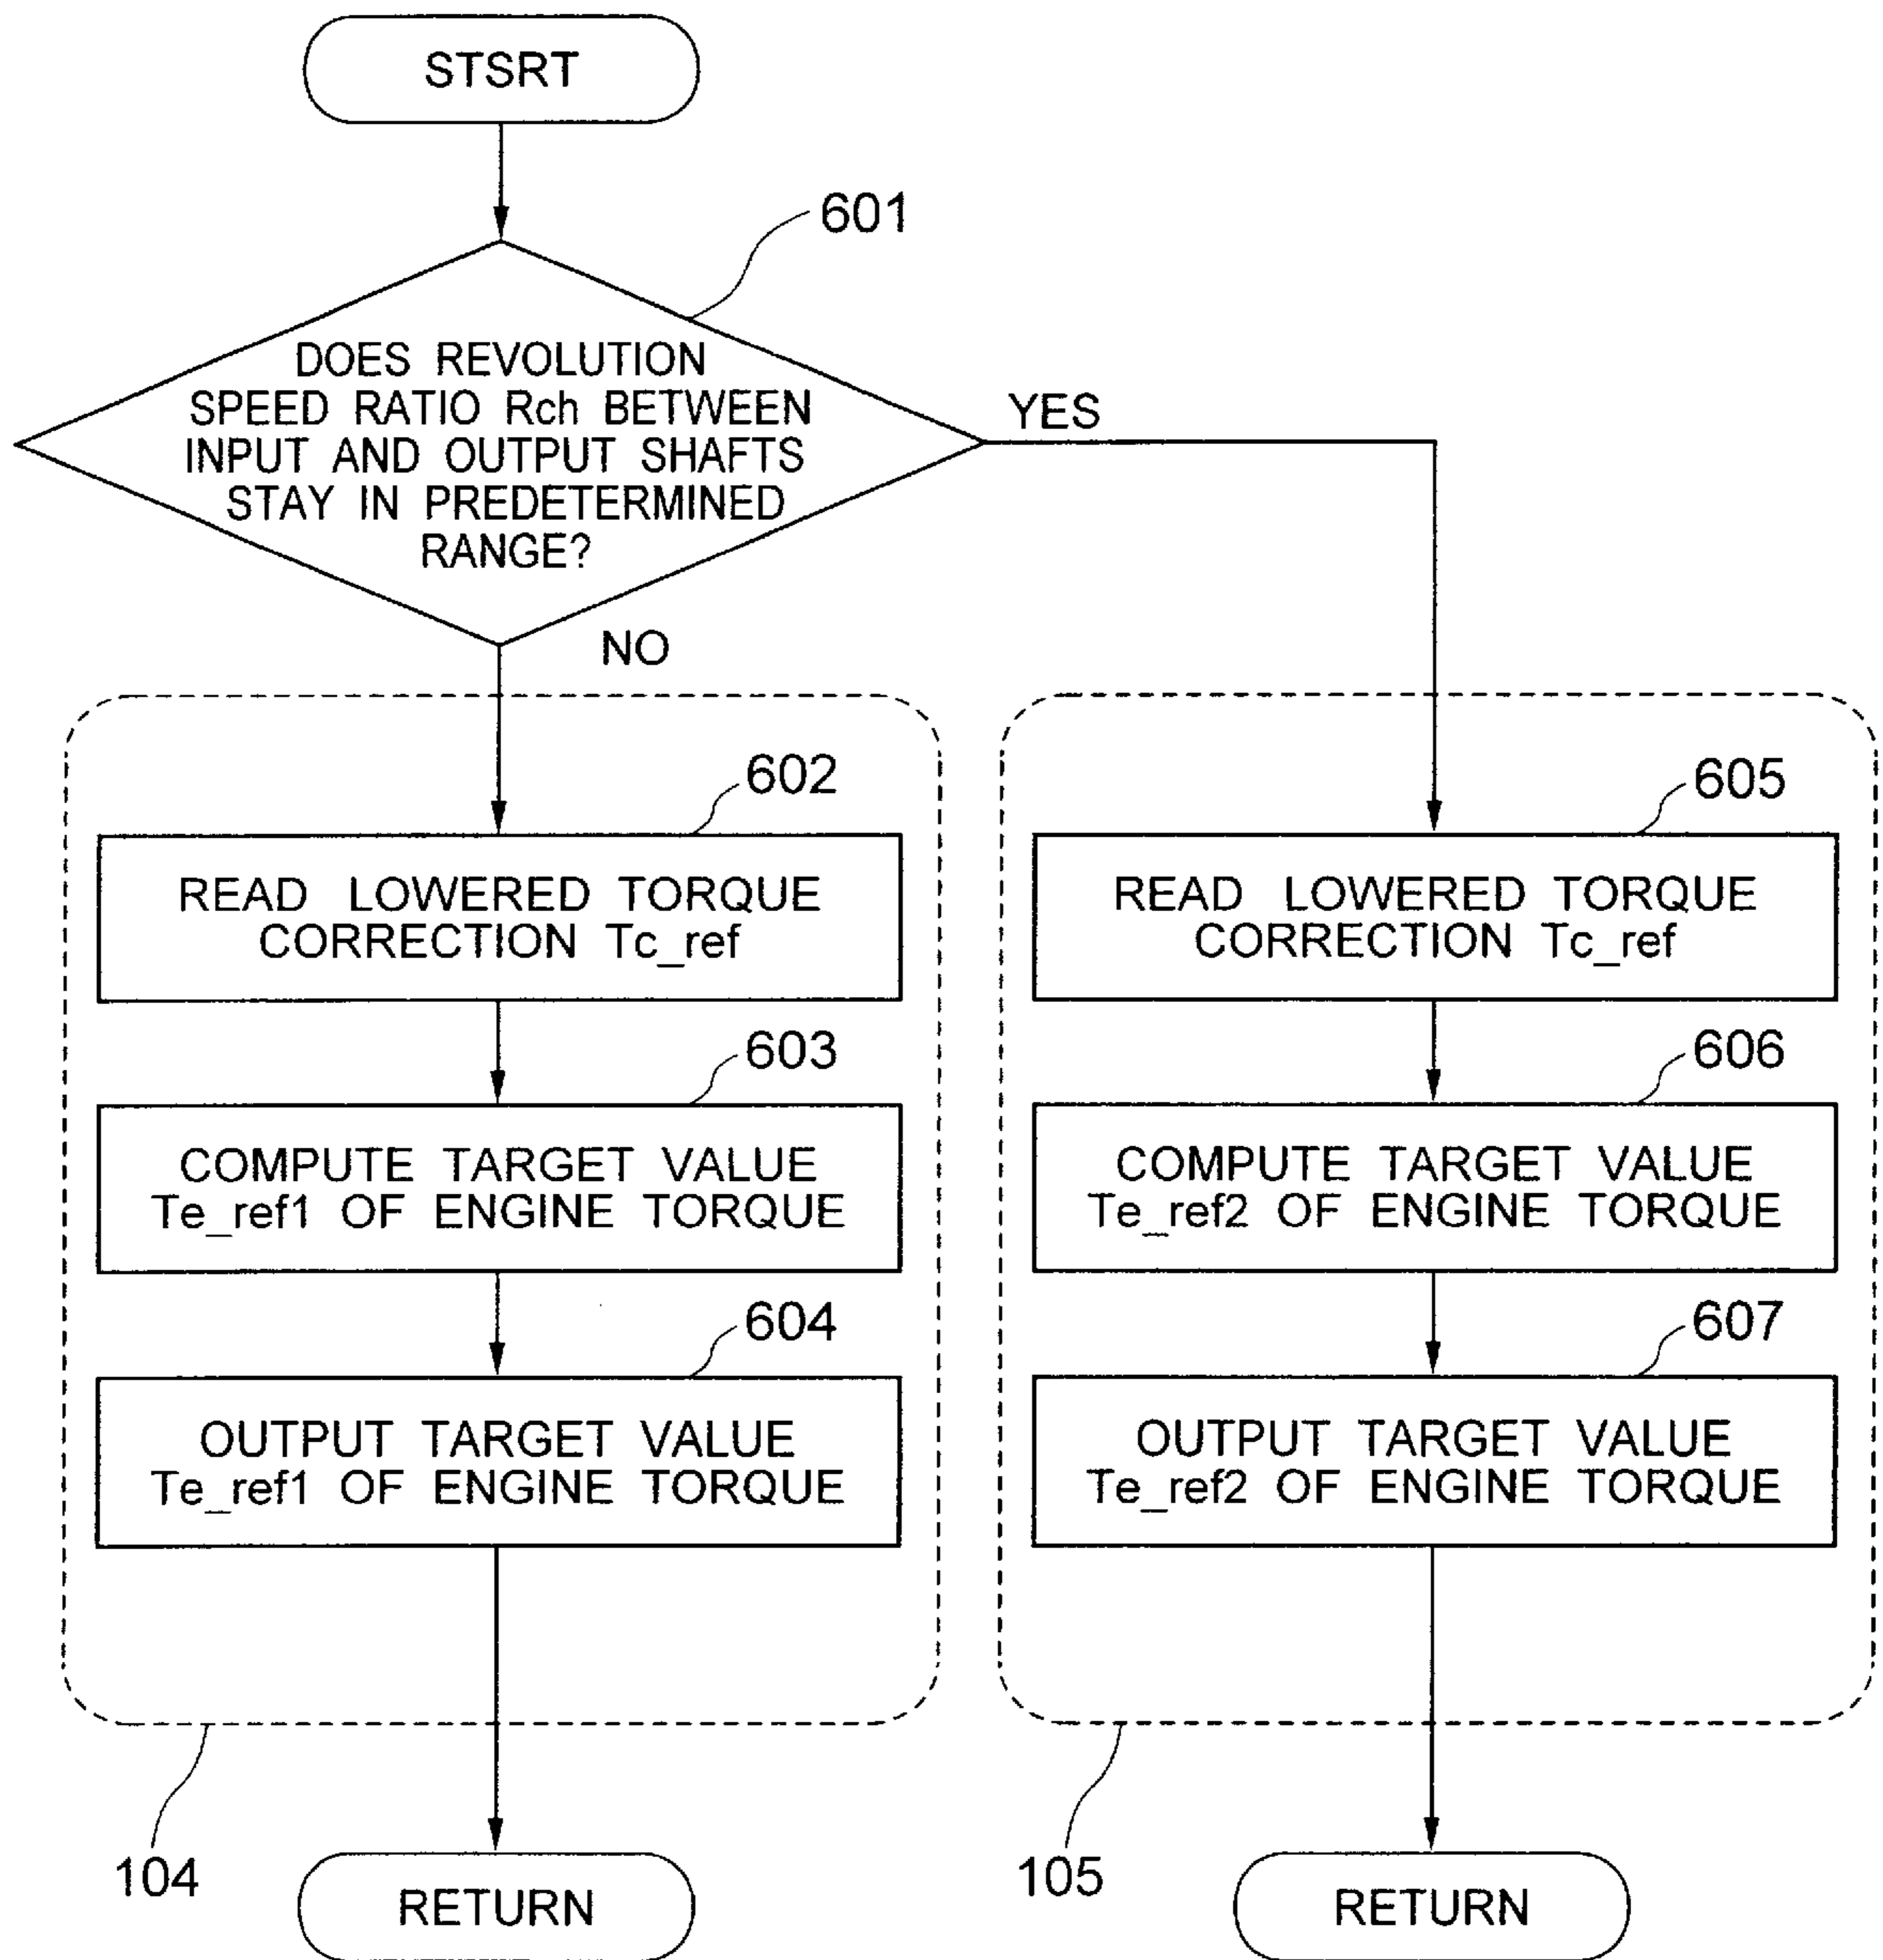 STSRT
601
DOES REVOLUTION
SPEED RATIO Rch BETWEEN
INPUT AND OUTPUT SHAFTS
STAY IN PREDETERMINED
RANGE?
YES
NO
602
READ LOWERED TORQUE
CORRECTION Tc_ref
603
COMPUTE TARGET VALUE
Te_ref1 OF ENGINE TORQUE
604
OUTPUT TARGET VALUE
Te_ref1 OF ENGINE TORQUE
104
RETURN
605
READ LOWERED TORQUE
CORRECTION Tc_ref
606
COMPUTE TARGET VALUE
Te_ref2 OF ENGINE TORQUE
607
OUTPUT TARGET VALUE
Te_ref2 OF ENGINE TORQUE
105
RETURN